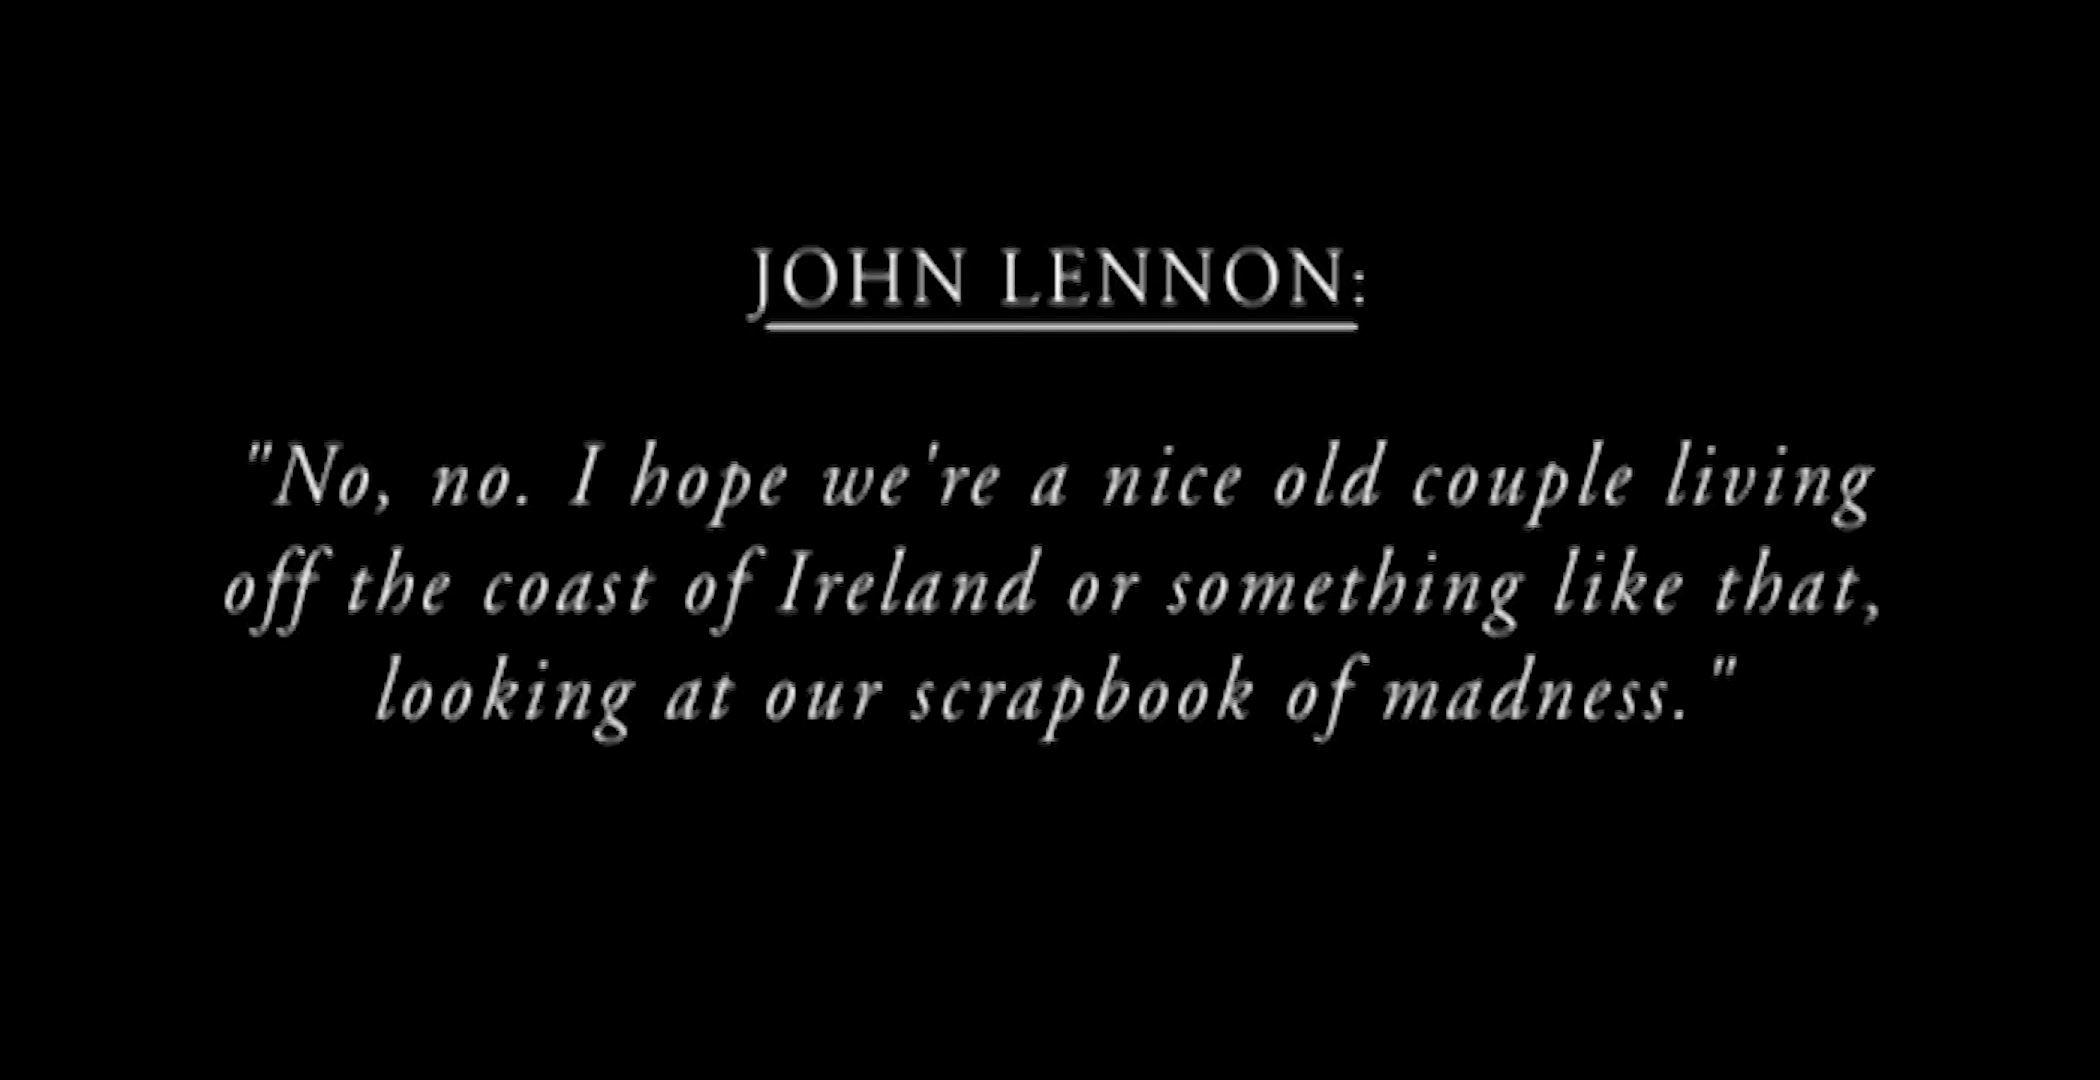 JOHN LENNON:
"No, no. I hope we're a nice old couple living
off the coast of Ireland or something like that,
looking at our scrapbook of madness."